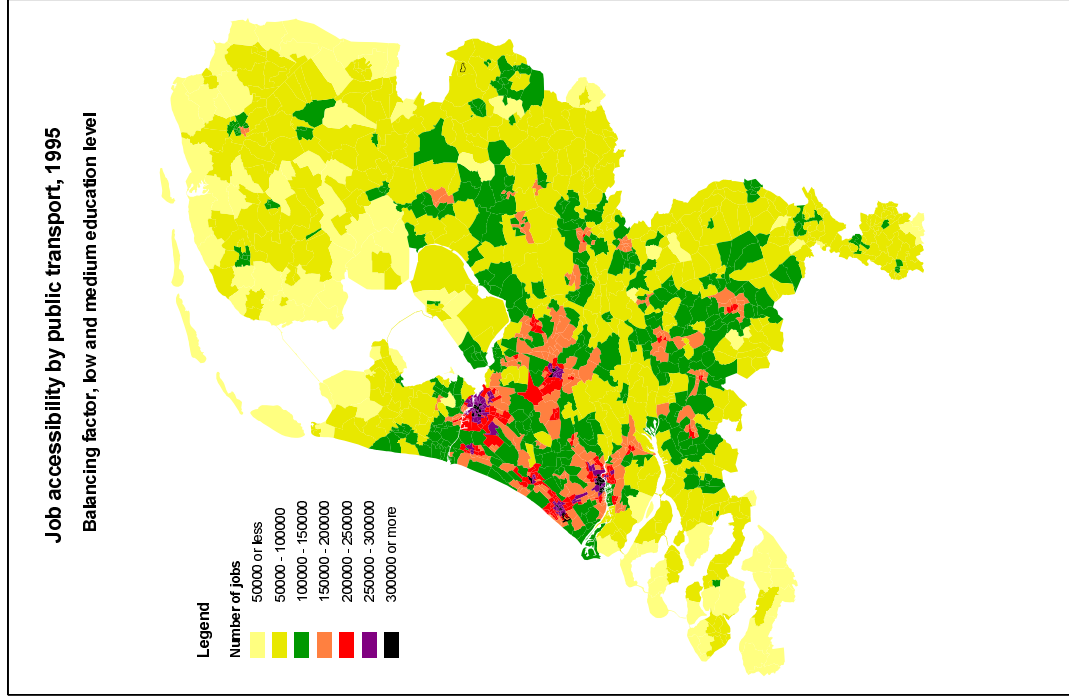 Job accessibility by public transport, 1995
Balancing factor, low and medium education level
Legend
Number of jobs
50000 or less
50000 - 100000
100000 - 150000
150000 - 200000
200000 - 250000
250000 - 300000
300000 or more